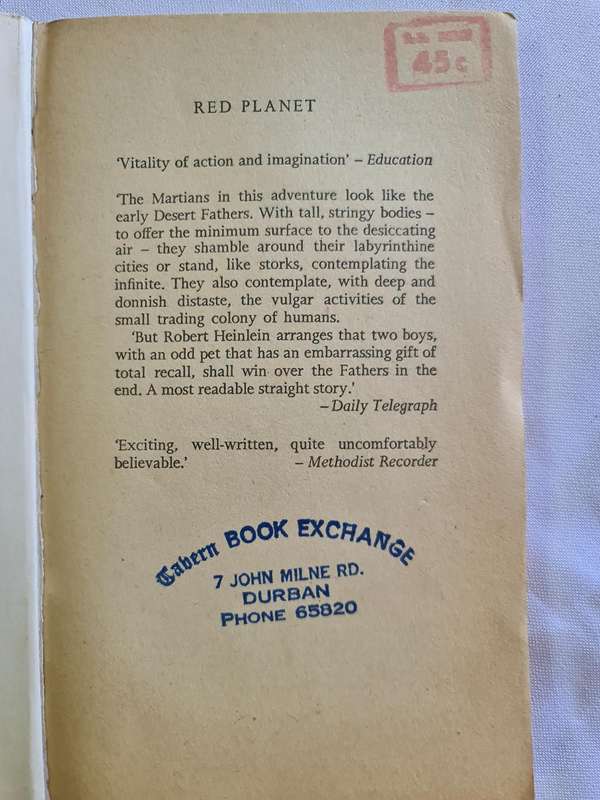 45c
RED PLANET
‘Vitality of action and imagination’ – Education
‘The Martians in this adventure look like the
early Desert Fathers. With tall, stringy bodies –
to offer the minimum surface to the desiccating
air – they shamble around their labyrinthine
cities or stand, like storks, contemplating the
infinite. They also contemplate, with deep and
donnish distaste, the vulgar activities of the
small trading colony of humans.
‘But Robert Heinlein arranges that two boys,
with an odd pet that has an embarrassing gift of
total recall, shall win over the Fathers in the
end. A most readable straight story.’
– Daily Telegraph
‘Exciting, well-written, quite uncomfortably
believable.’ – Methodist Recorder
Tavern BOOK EXCHANGE
7 JOHN MILNE RD.
DURBAN
PHONE 65820